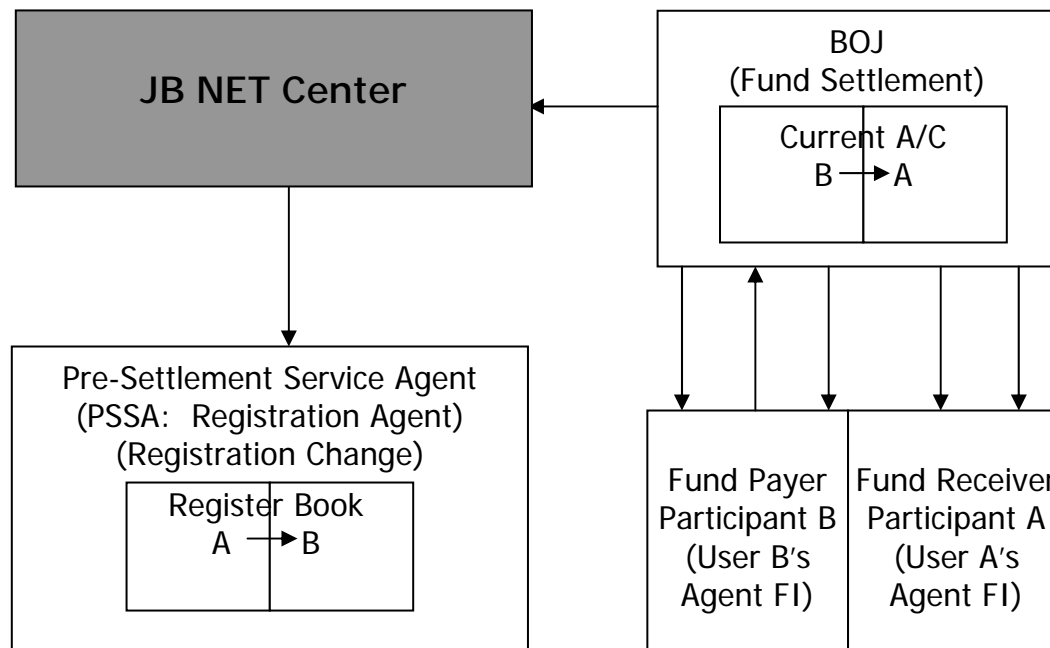 JB NET Center
BOJ
(Fund Settlement)
Current A/C
B A
Pre-Settlement Service Agent
(PSSA: Registration Agent)
(Registration Change)
Register Book
A B
Fund Payer
Participant B
(User B's
Agent FI)
Fund Receiver
Participant A
(User A's
Agent FI)